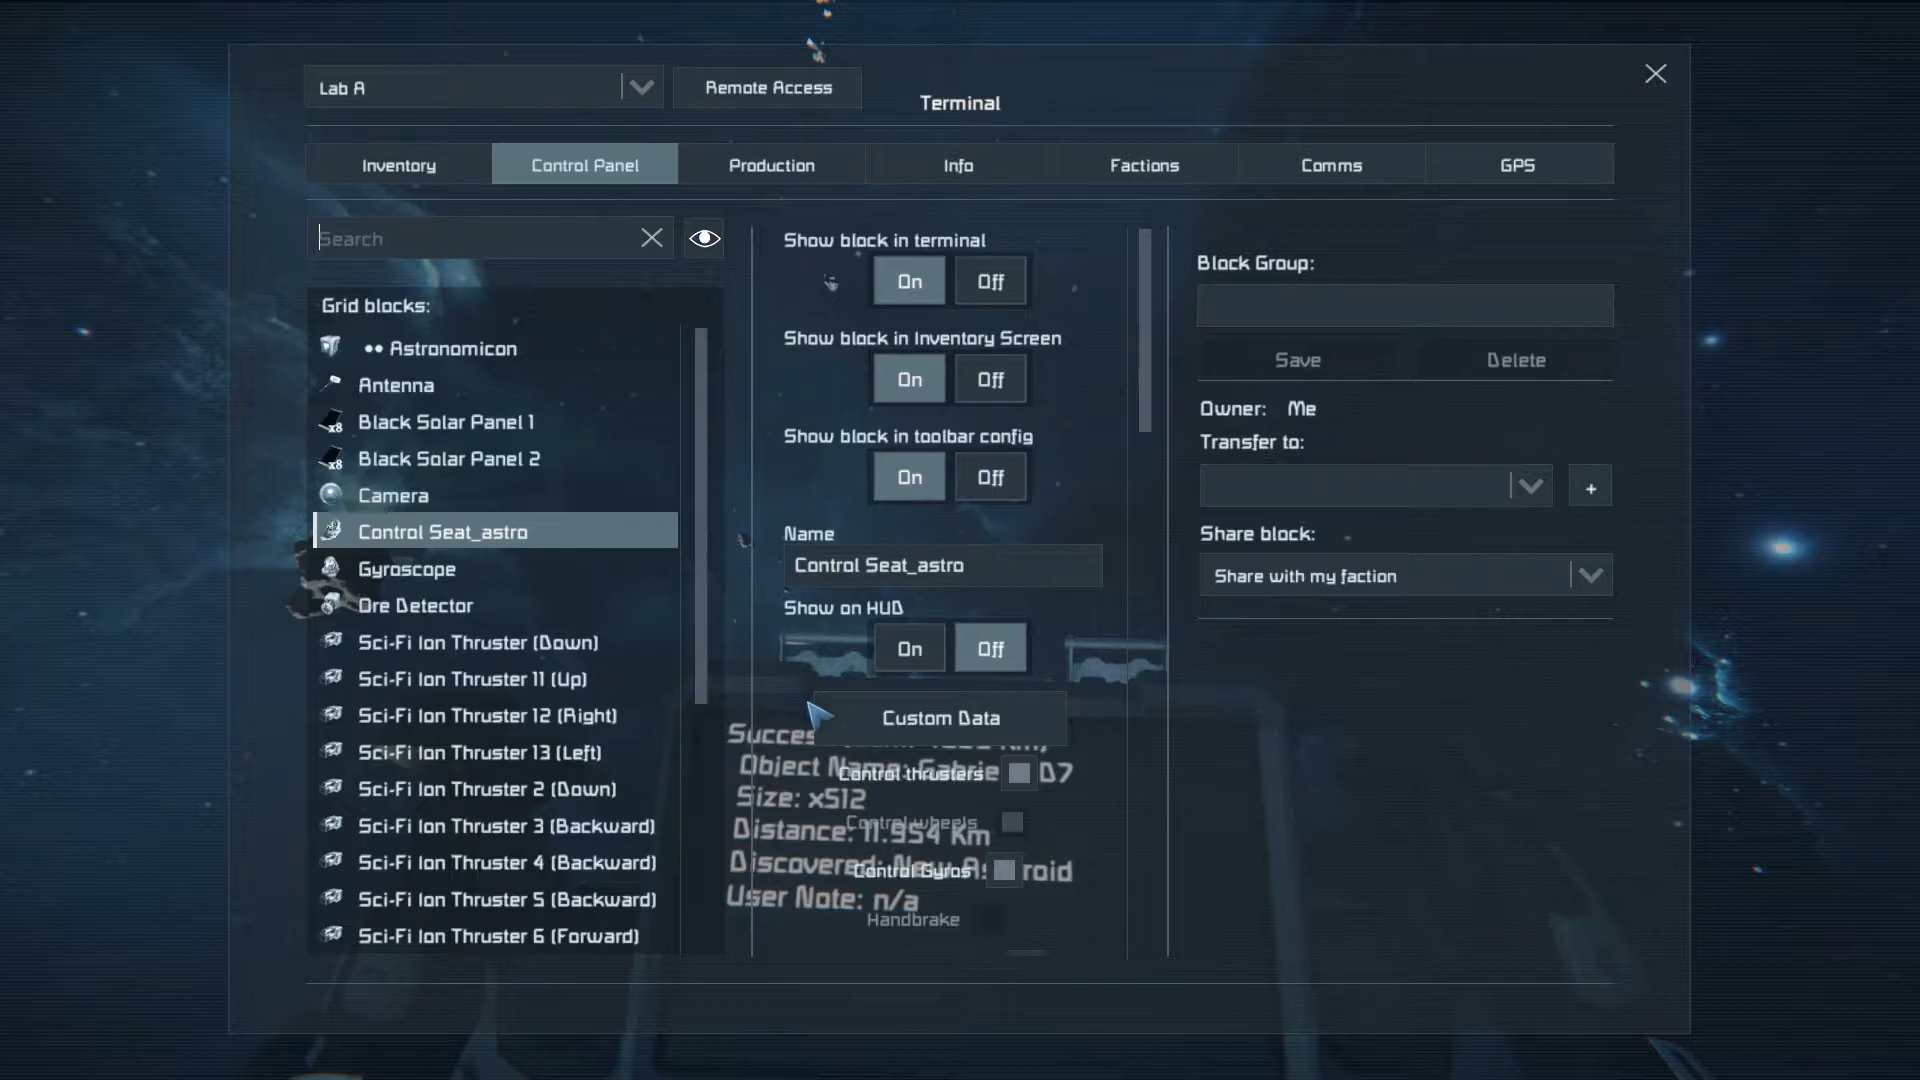 Lab A
Remote Access
Terminal
Inventory
Control Panel
Production
Info
Factions
Comms
GPS
Search
Grid blocks:
•• Astronomicon
Antenna
x8 Black Solar Panel 1
x8 Black Solar Panel 2
Camera
Control Seat_astro
Gyroscope
Ore Detector
Sci-Fi Ion Thruster (Down)
Sci-Fi Ion Thruster 11 (Up)
Sci-Fi Ion Thruster 12 (Right)
Sci-Fi Ion Thruster 13 (Left)
Sci-Fi Ion Thruster 2 (Down)
Sci-Fi Ion Thruster 3 (Backward)
Sci-Fi Ion Thruster 4 (Backward)
Sci-Fi Ion Thruster 5 (Backward)
Sci-Fi Ion Thruster 6 (Forward)
Show block in terminal
On Off
Show block in Inventory Screen
On Off
Show block in toolbar config
On Off
Name
Control Seat_astro
Show on HUD
On Off
Custom Data
Control thrusters
Control wheels
Control Gyros
Handbrake
Object Name: D7
Size: x512
Distance: 11.954 Km
Discovered: New
User Note: n/a
Block Group:
Save
Delete
Owner: Me
Transfer to:
+
Share block:
Share with my faction